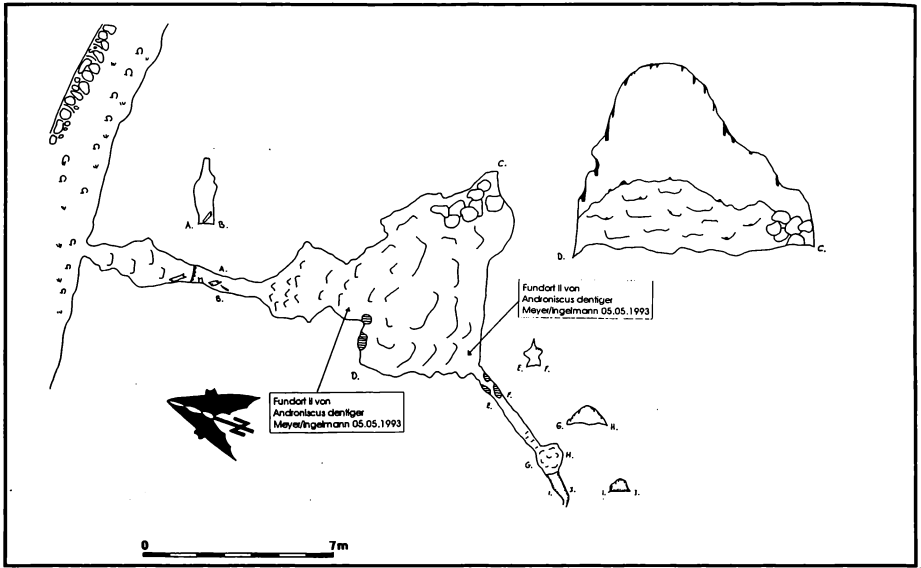 C.
A. B.
D. C.
A.
B.
Fundort II von
Androniscus dentiger
Meyer/Ingelmann 05.05.1993
E. F.
D.
F.
E.
Fundort II von
Androniscus dentiger
Meyer/Ingelmann 05.05.1993
G. H.
G. H.
I. J.
I. J.
0 7m